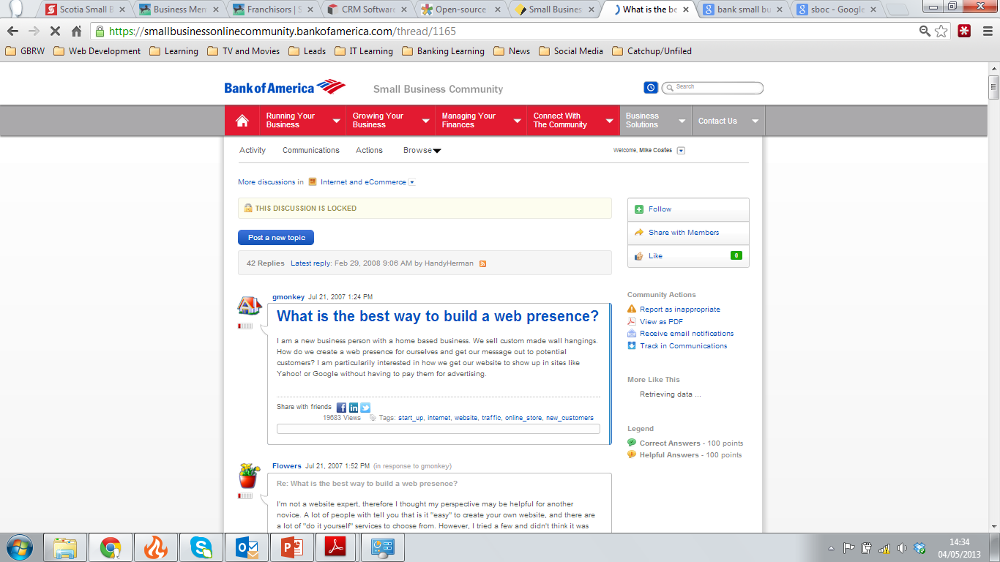 Scotia Small B
Business Men
Franchisors | S
CRM Software
Open-source
Small Busines
What is the be
bank small bu
sboc - Google
https://smallbusinessonlinecommunity.bankofamerica.com/thread/1165
GBRW Web Development Learning TV and Movies Leads IT Learning Banking Learning News Social Media Catchup/Unfiled
Bank of America
Small Business Community
Search
Running Your
Business
Growing Your
Business
Managing Your
Finances
Connect With
The Community
Business
Solutions
Contact Us
Activity Communications Actions Browse
Welcome, Mike Coates
More discussions in Internet and eCommerce
THIS DISCUSSION IS LOCKED
Post a new topic
42 Replies Latest reply: Feb 29, 2008 9:06 AM by HandyHerman
Follow
Share with Members
Like 0
gmonkey Jul 21, 2007 1:24 PM
What is the best way to build a web presence?
I am a new business person with a home based business. We sell custom made wall hangings.
How do we create a web presence for ourselves and get our message out to potential
customers? I am particularily interested in how we get our website to show up in sites like
Yahoo! or Google without having to pay them for advertising.
Share with friends
19683 Views Tags: start_up, internet, website, traffic, online_store, new_customers
Community Actions
Report as inappropriate
View as PDF
Receive email notifications
Track in Communications
More Like This
Retrieving data ...
Legend
Correct Answers - 100 points
Helpful Answers - 100 points
Flowers Jul 21, 2007 1:52 PM (in response to gmonkey)
Re: What is the best way to build a web presence?
I'm not a website expert, therefore I thought my perspective may be helpful for another
novice. A lot of people with tell you that is it "easy" to create your own website, and there are
a lot of "do it yourself" services to choose from. However, I tried a few and didn't think it was
14:34
04/05/2013